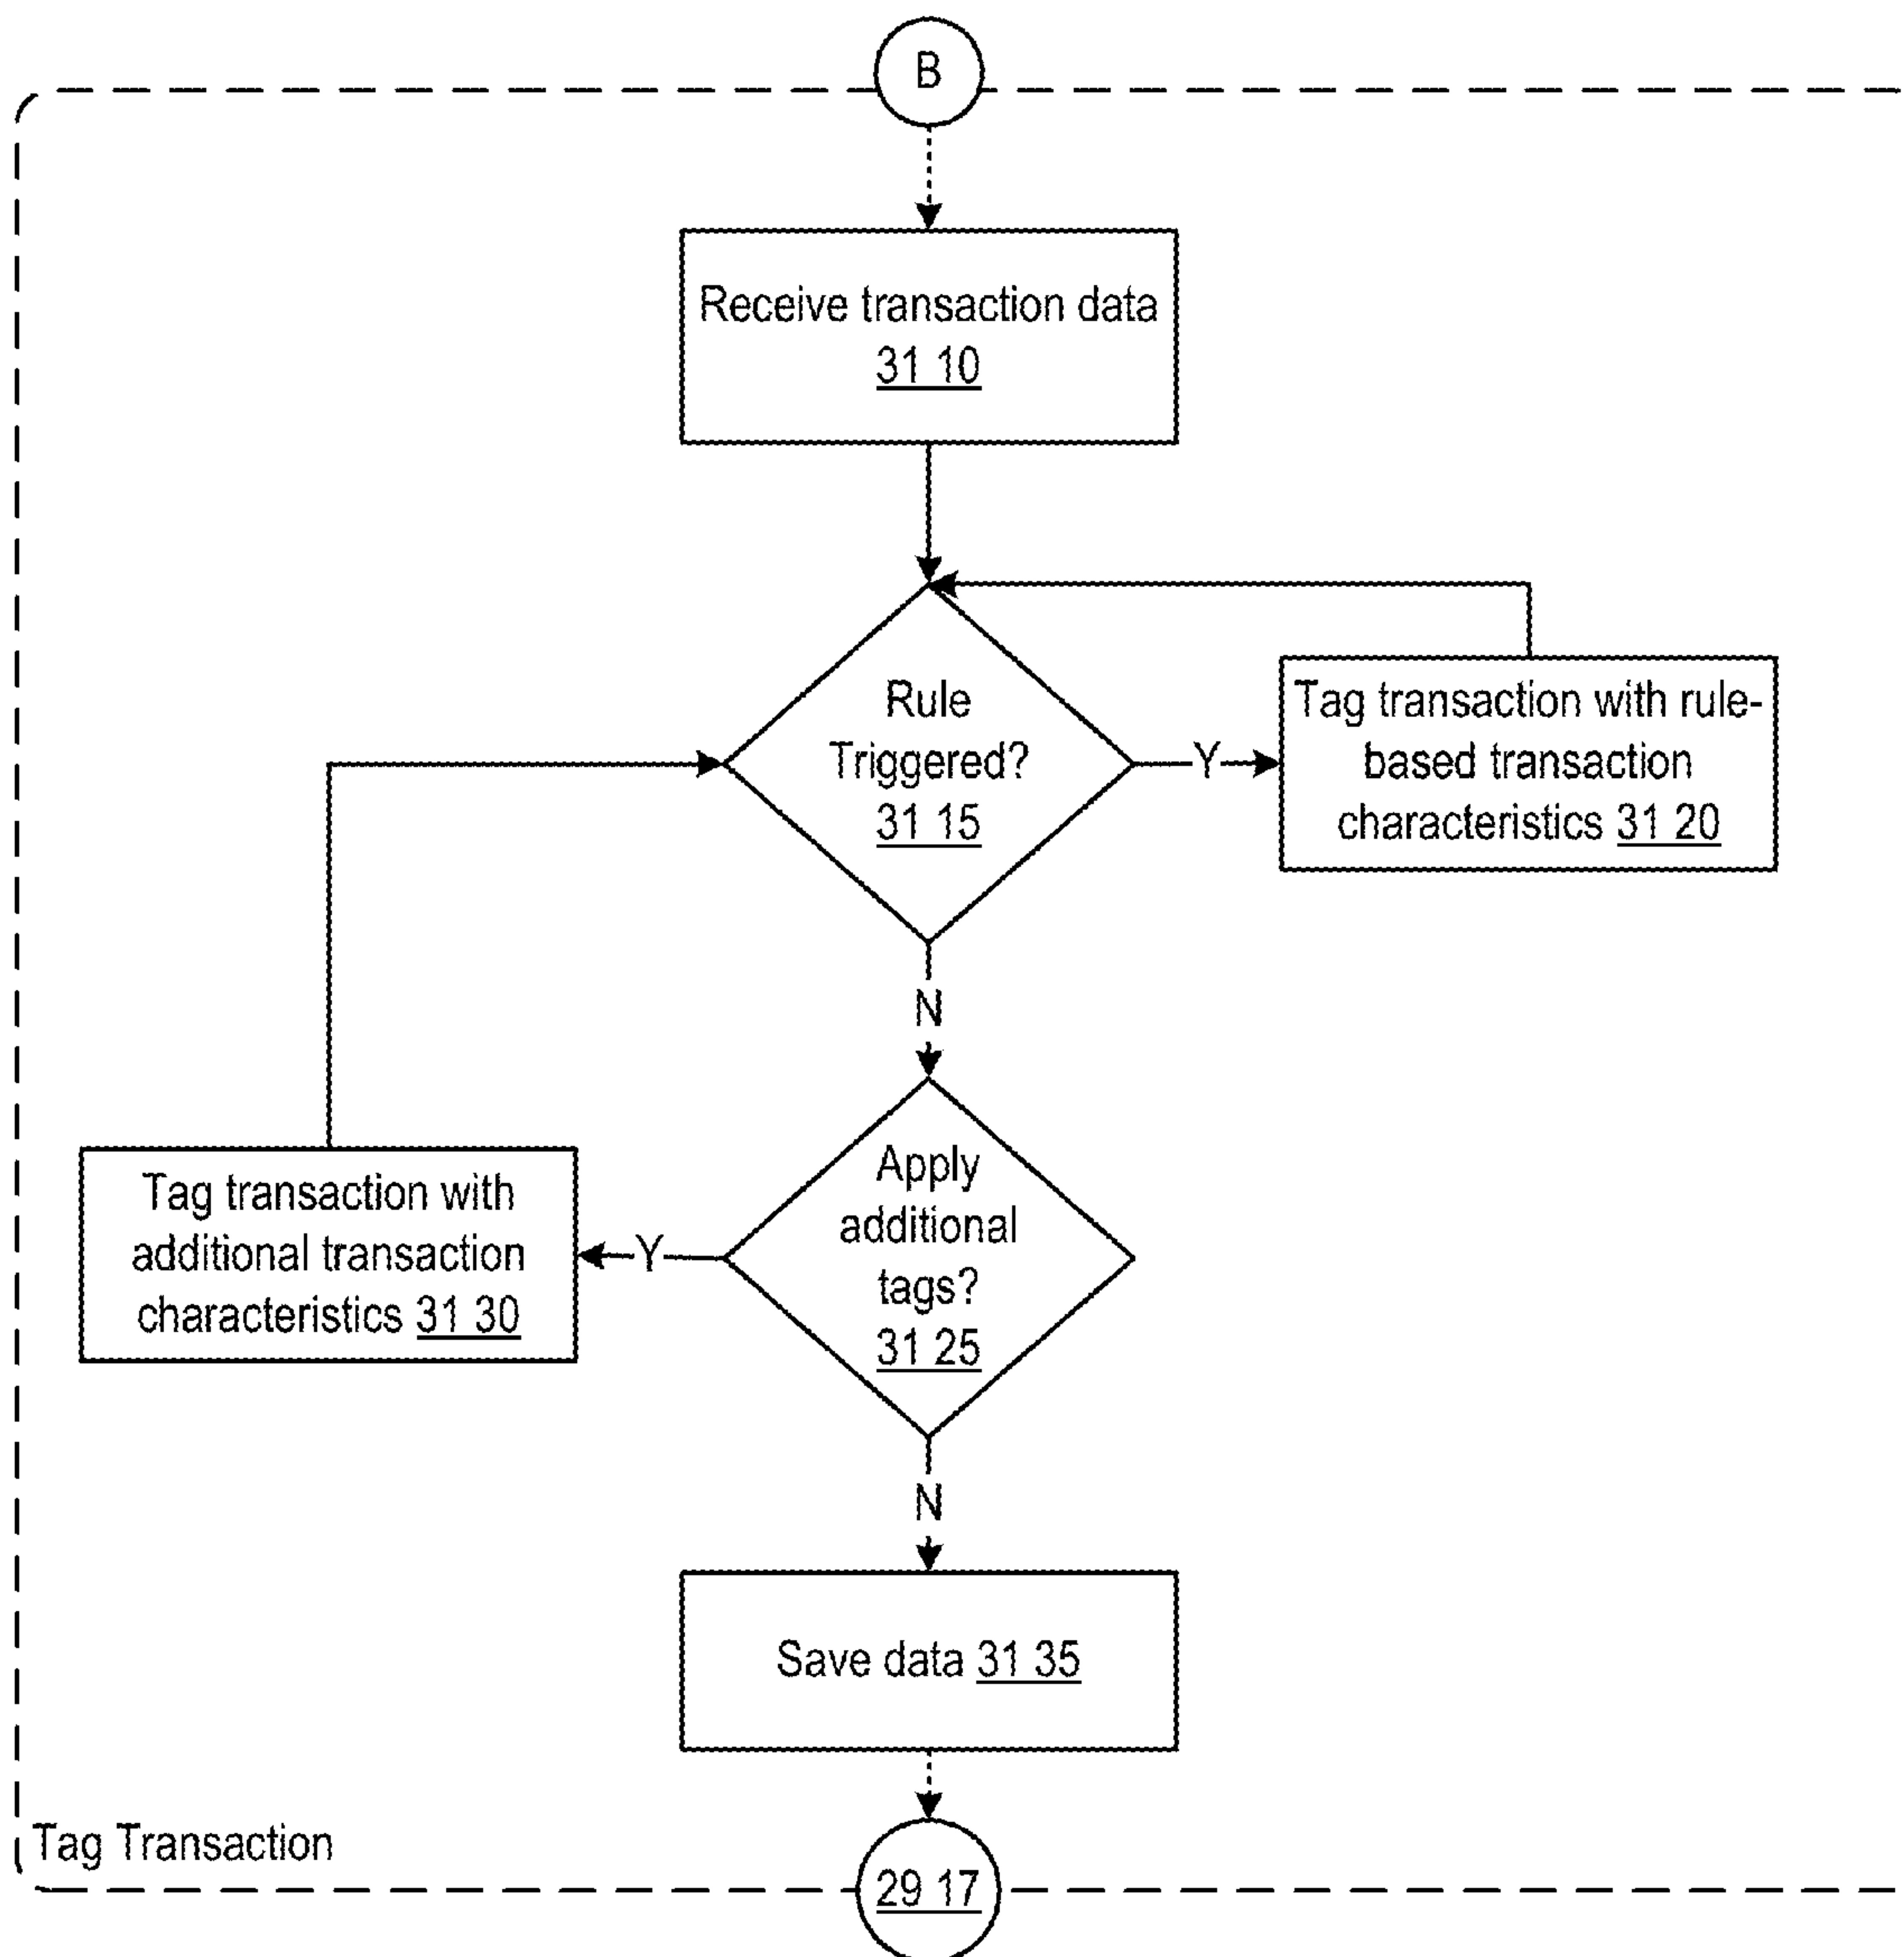 B
Receive transaction data
31 10
Rule
Triggered?
31 15
Y
Tag transaction with rule-
based transaction
characteristics 31 20
N
Apply
additional
tags?
31 25
Y
Tag transaction with
additional transaction
characteristics 31 30
N
Save data 31 35
Tag Transaction
29 17